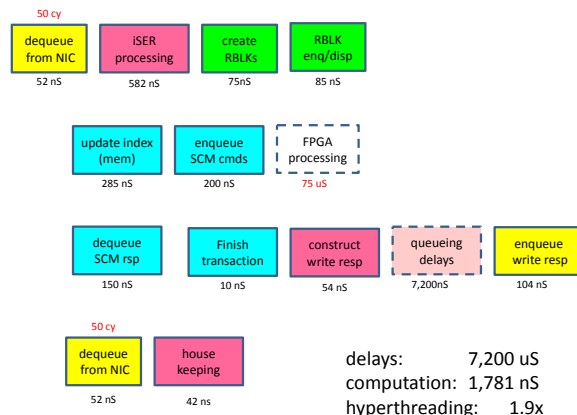 50 cy
dequeue from NIC
52 nS
iSER processing
582 nS
create RBLKs
75nS
RBLK enq/disp
85 nS
update index (mem)
285 nS
enqueue SCM cmds
200 nS
FPGA processing
75 uS
dequeue SCM rsp
150 nS
Finish transaction
10 nS
construct write resp
54 nS
queueing delays
7,200nS
enqueue write resp
104 nS
50 cy
dequeue from NIC
52 nS
house keeping
42 ns
delays: 7,200 uS
computation: 1,781 nS
hyperthreading: 1.9x